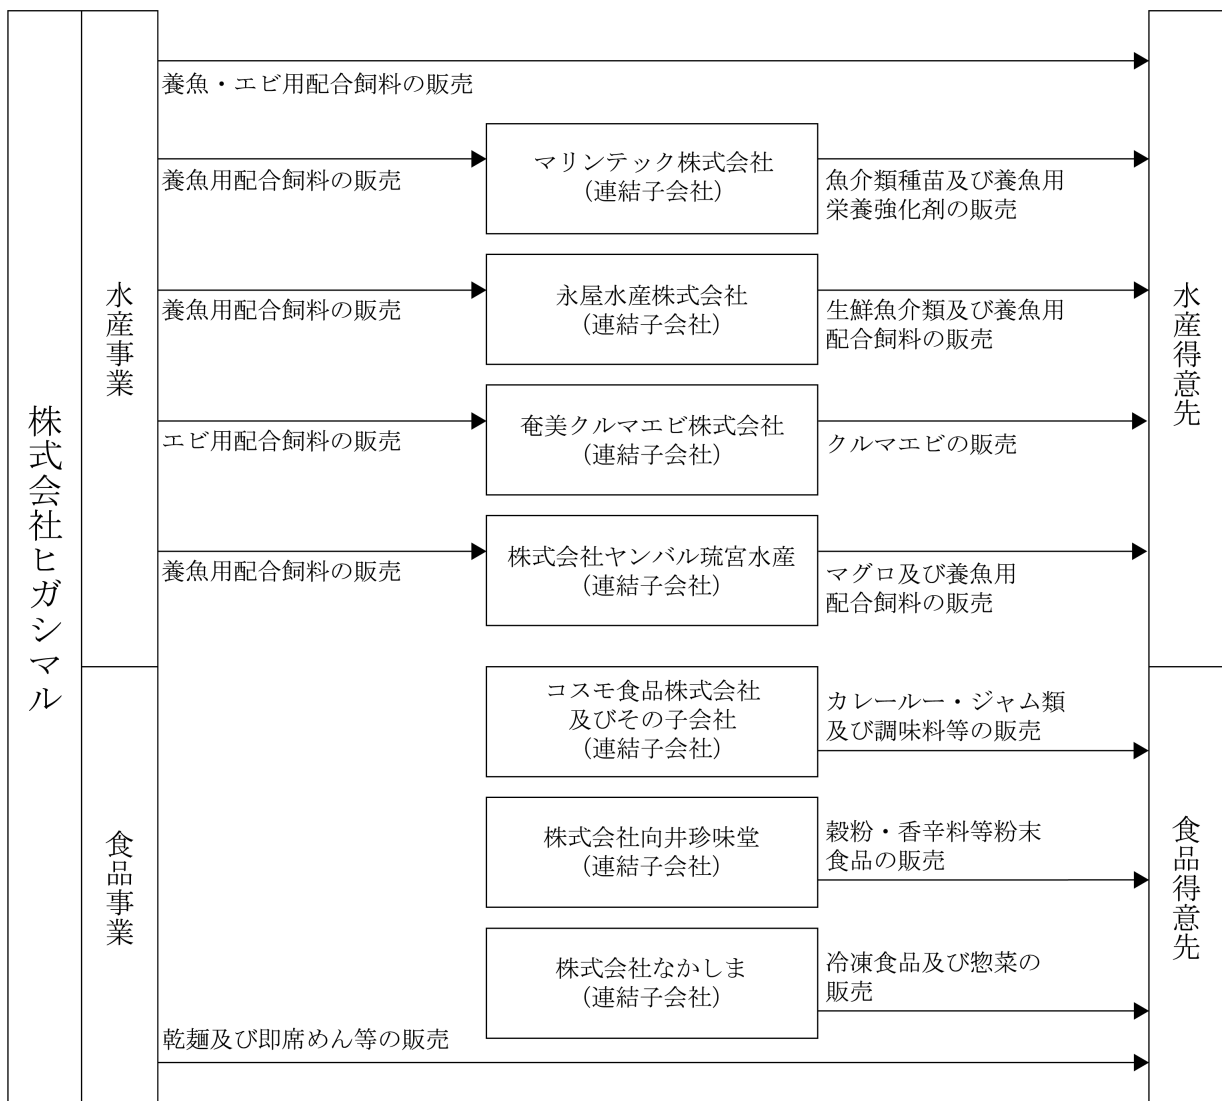 株式会社ヒガシマル
水産事業
養魚・エビ用配合飼料の販売
養魚用配合飼料の販売
マリンテック株式会社
(連結子会社)
魚介類種苗及び養魚用
栄養強化剤の販売
養魚用配合飼料の販売
永屋水産株式会社
(連結子会社)
生鮮魚介類及び養魚用
配合飼料の販売
エビ用配合飼料の販売
奄美クルマエビ株式会社
(連結子会社)
クルマエビの販売
養魚用配合飼料の販売
株式会社ヤンバル琉宮水産
(連結子会社)
マグロ及び養魚用
配合飼料の販売
水産得意先
食品事業
コスモ食品株式会社
及びその子会社
(連結子会社)
カレールー・ジャム類
及び調味料等の販売
株式会社向井珍味堂
(連結子会社)
穀粉・香辛料等粉末
食品の販売
株式会社なかしま
(連結子会社)
冷凍食品及び惣菜の
販売
乾麺及び即席めん等の販売
食品得意先